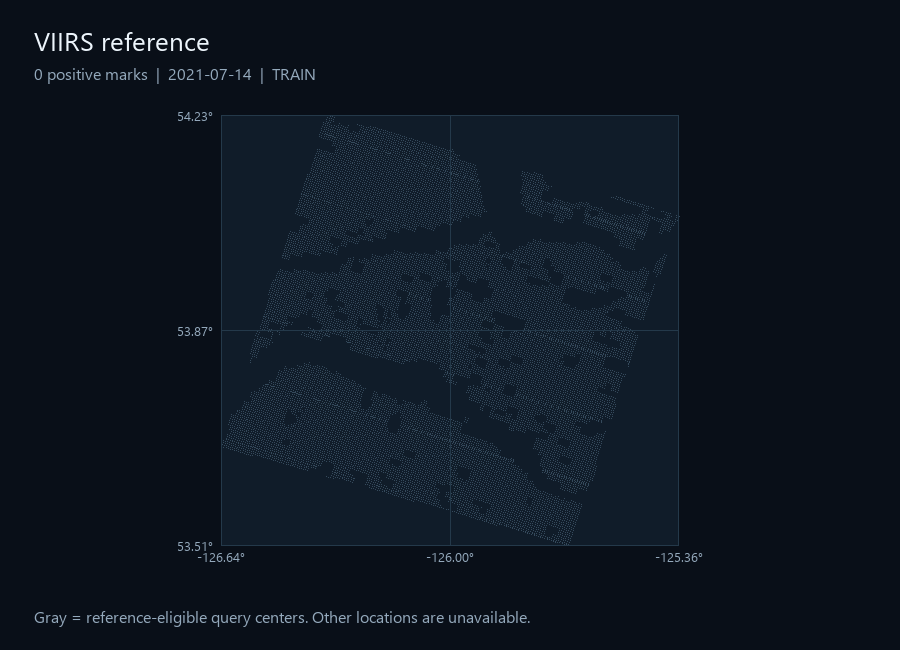 VIIRS reference
0 positive marks | 2021-07-14 | TRAIN
54.23°
53.87°
53.51°
-126.64°
-126.00°
-125.36°
Gray = reference-eligible query centers. Other locations are unavailable.